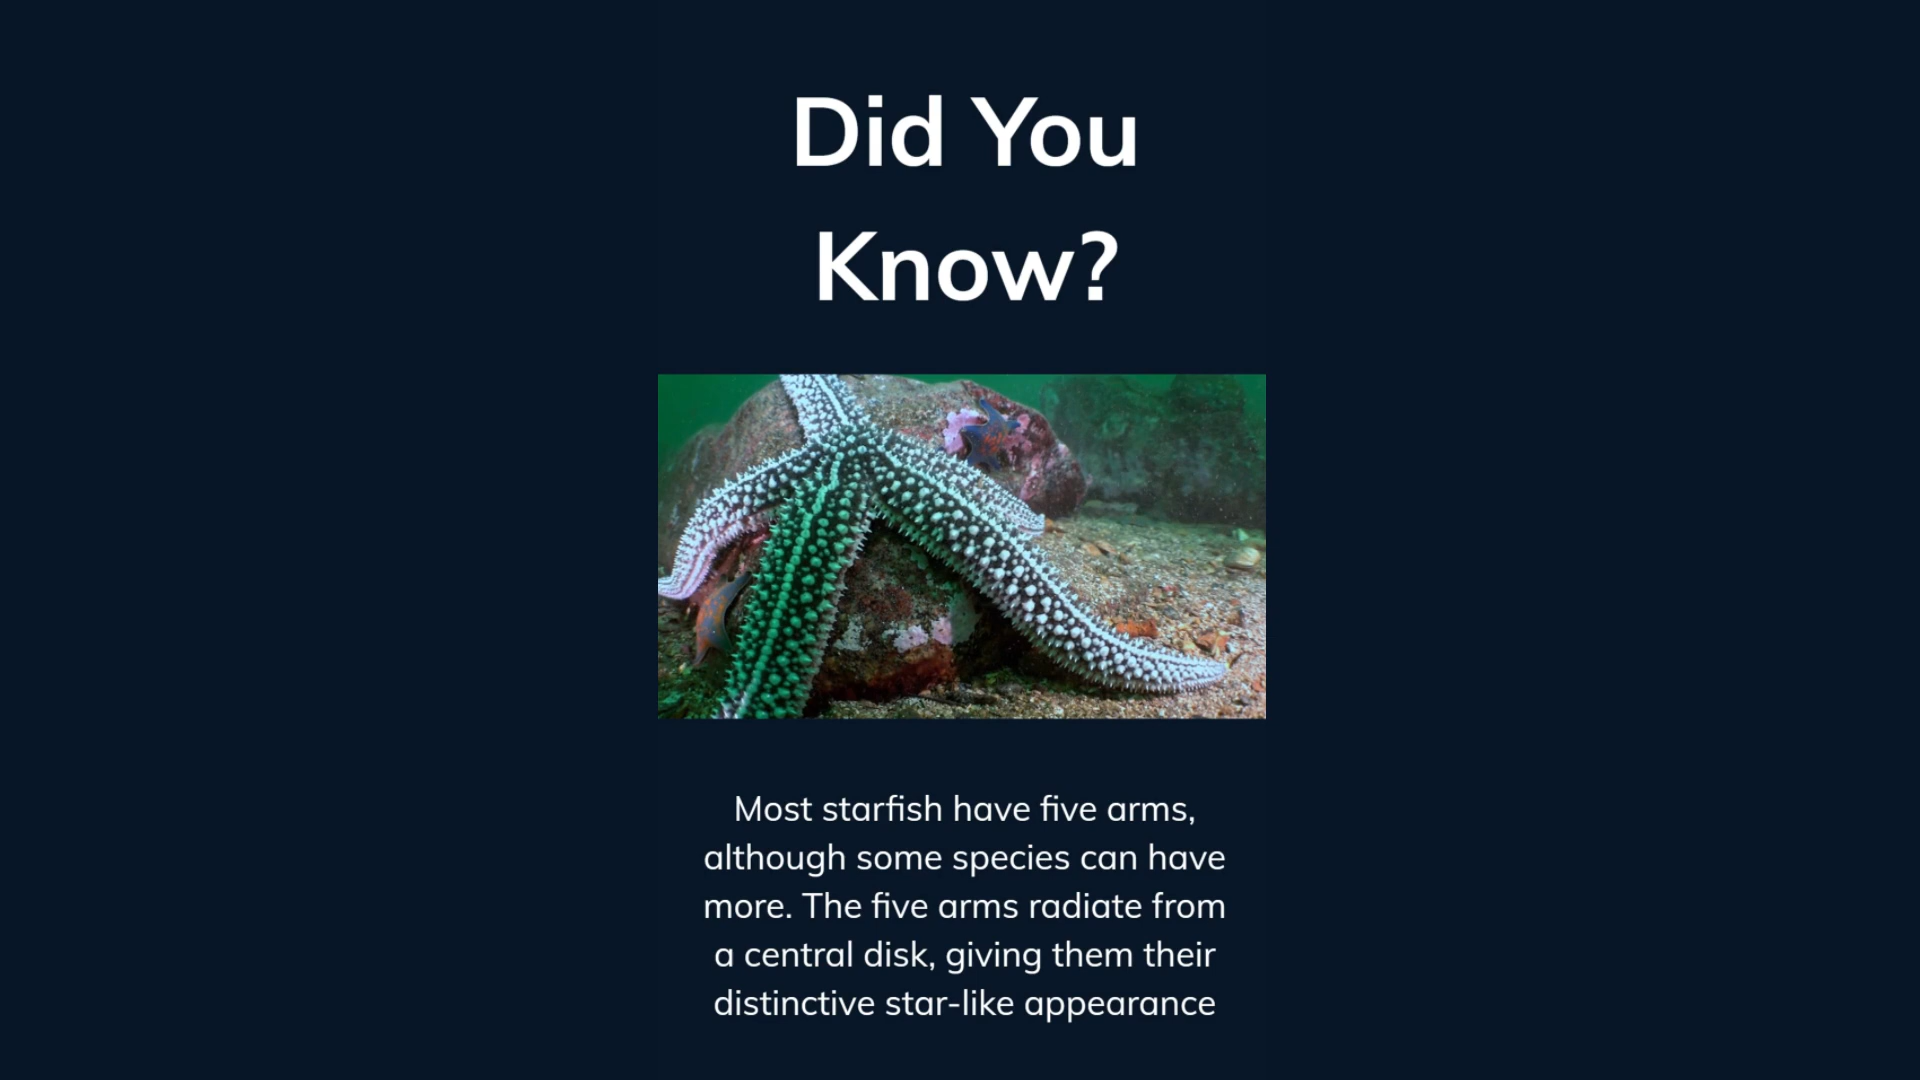 Did You
Know?
Most starfish have five arms,
although some species can have
more. The five arms radiate from
a central disk, giving them their
distinctive star-like appearance